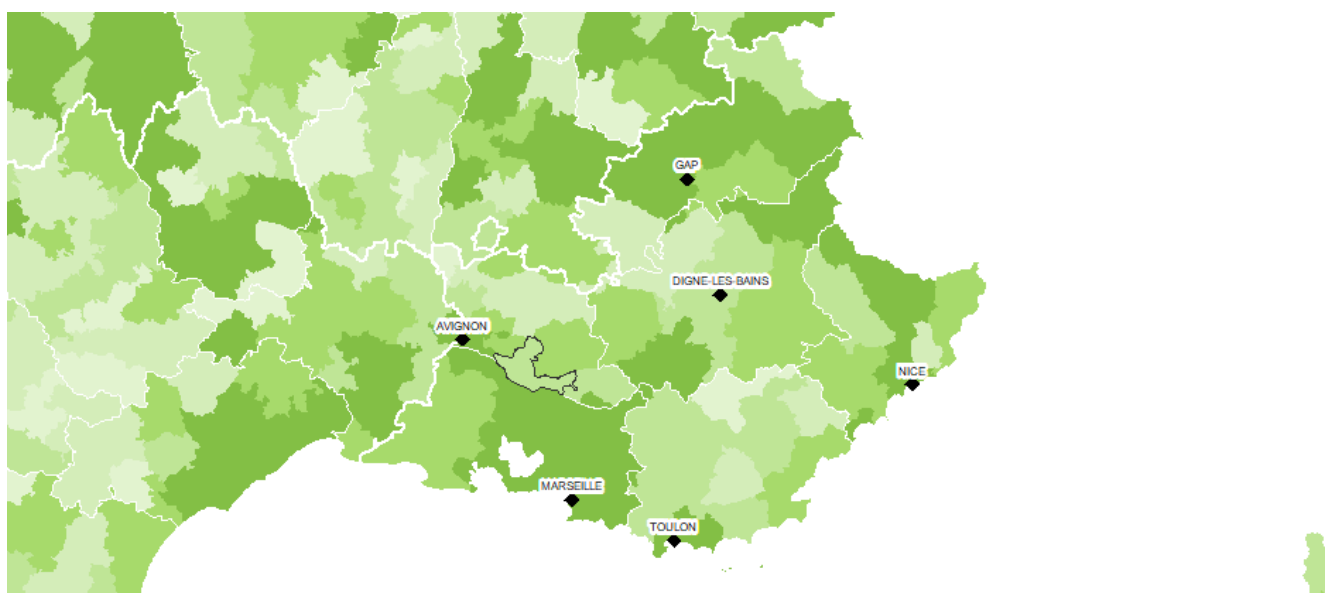 GAP
DIGNE-LES-BAINS
AVIGNON
NICE
MARSEILLE
TOULON